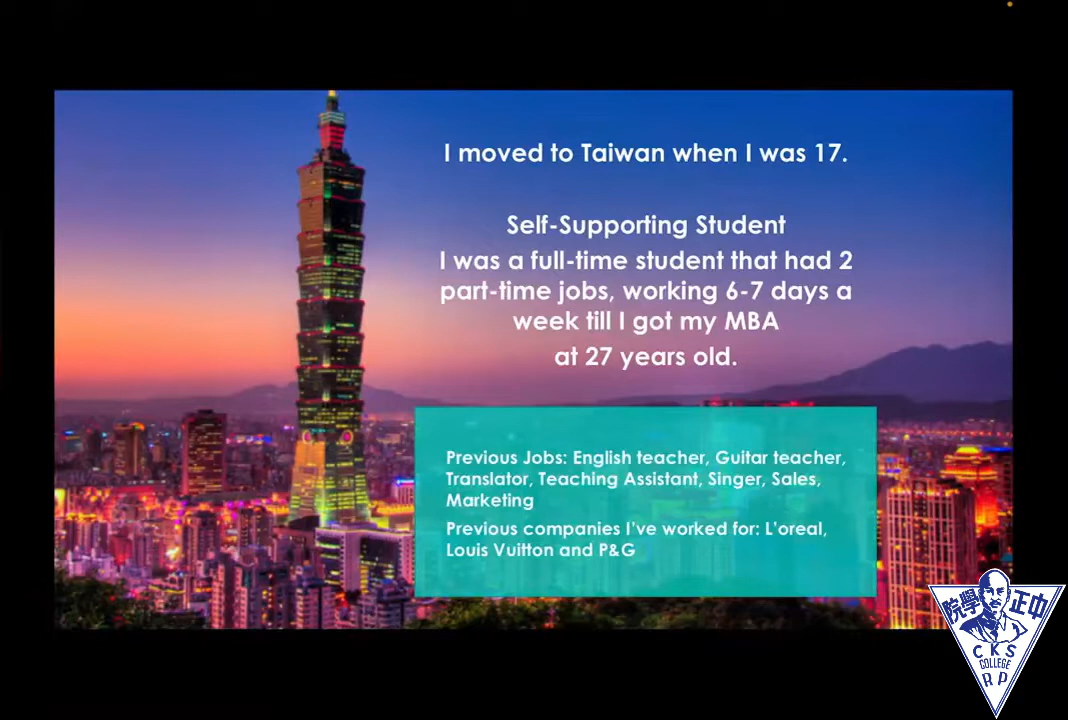 I moved to Taiwan when I was 17.
Self-Supporting Student
I was a full-time student that had 2
part-time jobs, working 6-7 days a
week till I got my MBA
at 27 years old.
Previous Jobs: English teacher, Guitar teacher,
Translator, Teaching Assistant, Singer, Sales,
Marketing
Previous companies I've worked for: L'oreal,
Louis Vuitton and P&G
院學 正中
CKS
COLLEGE
RP